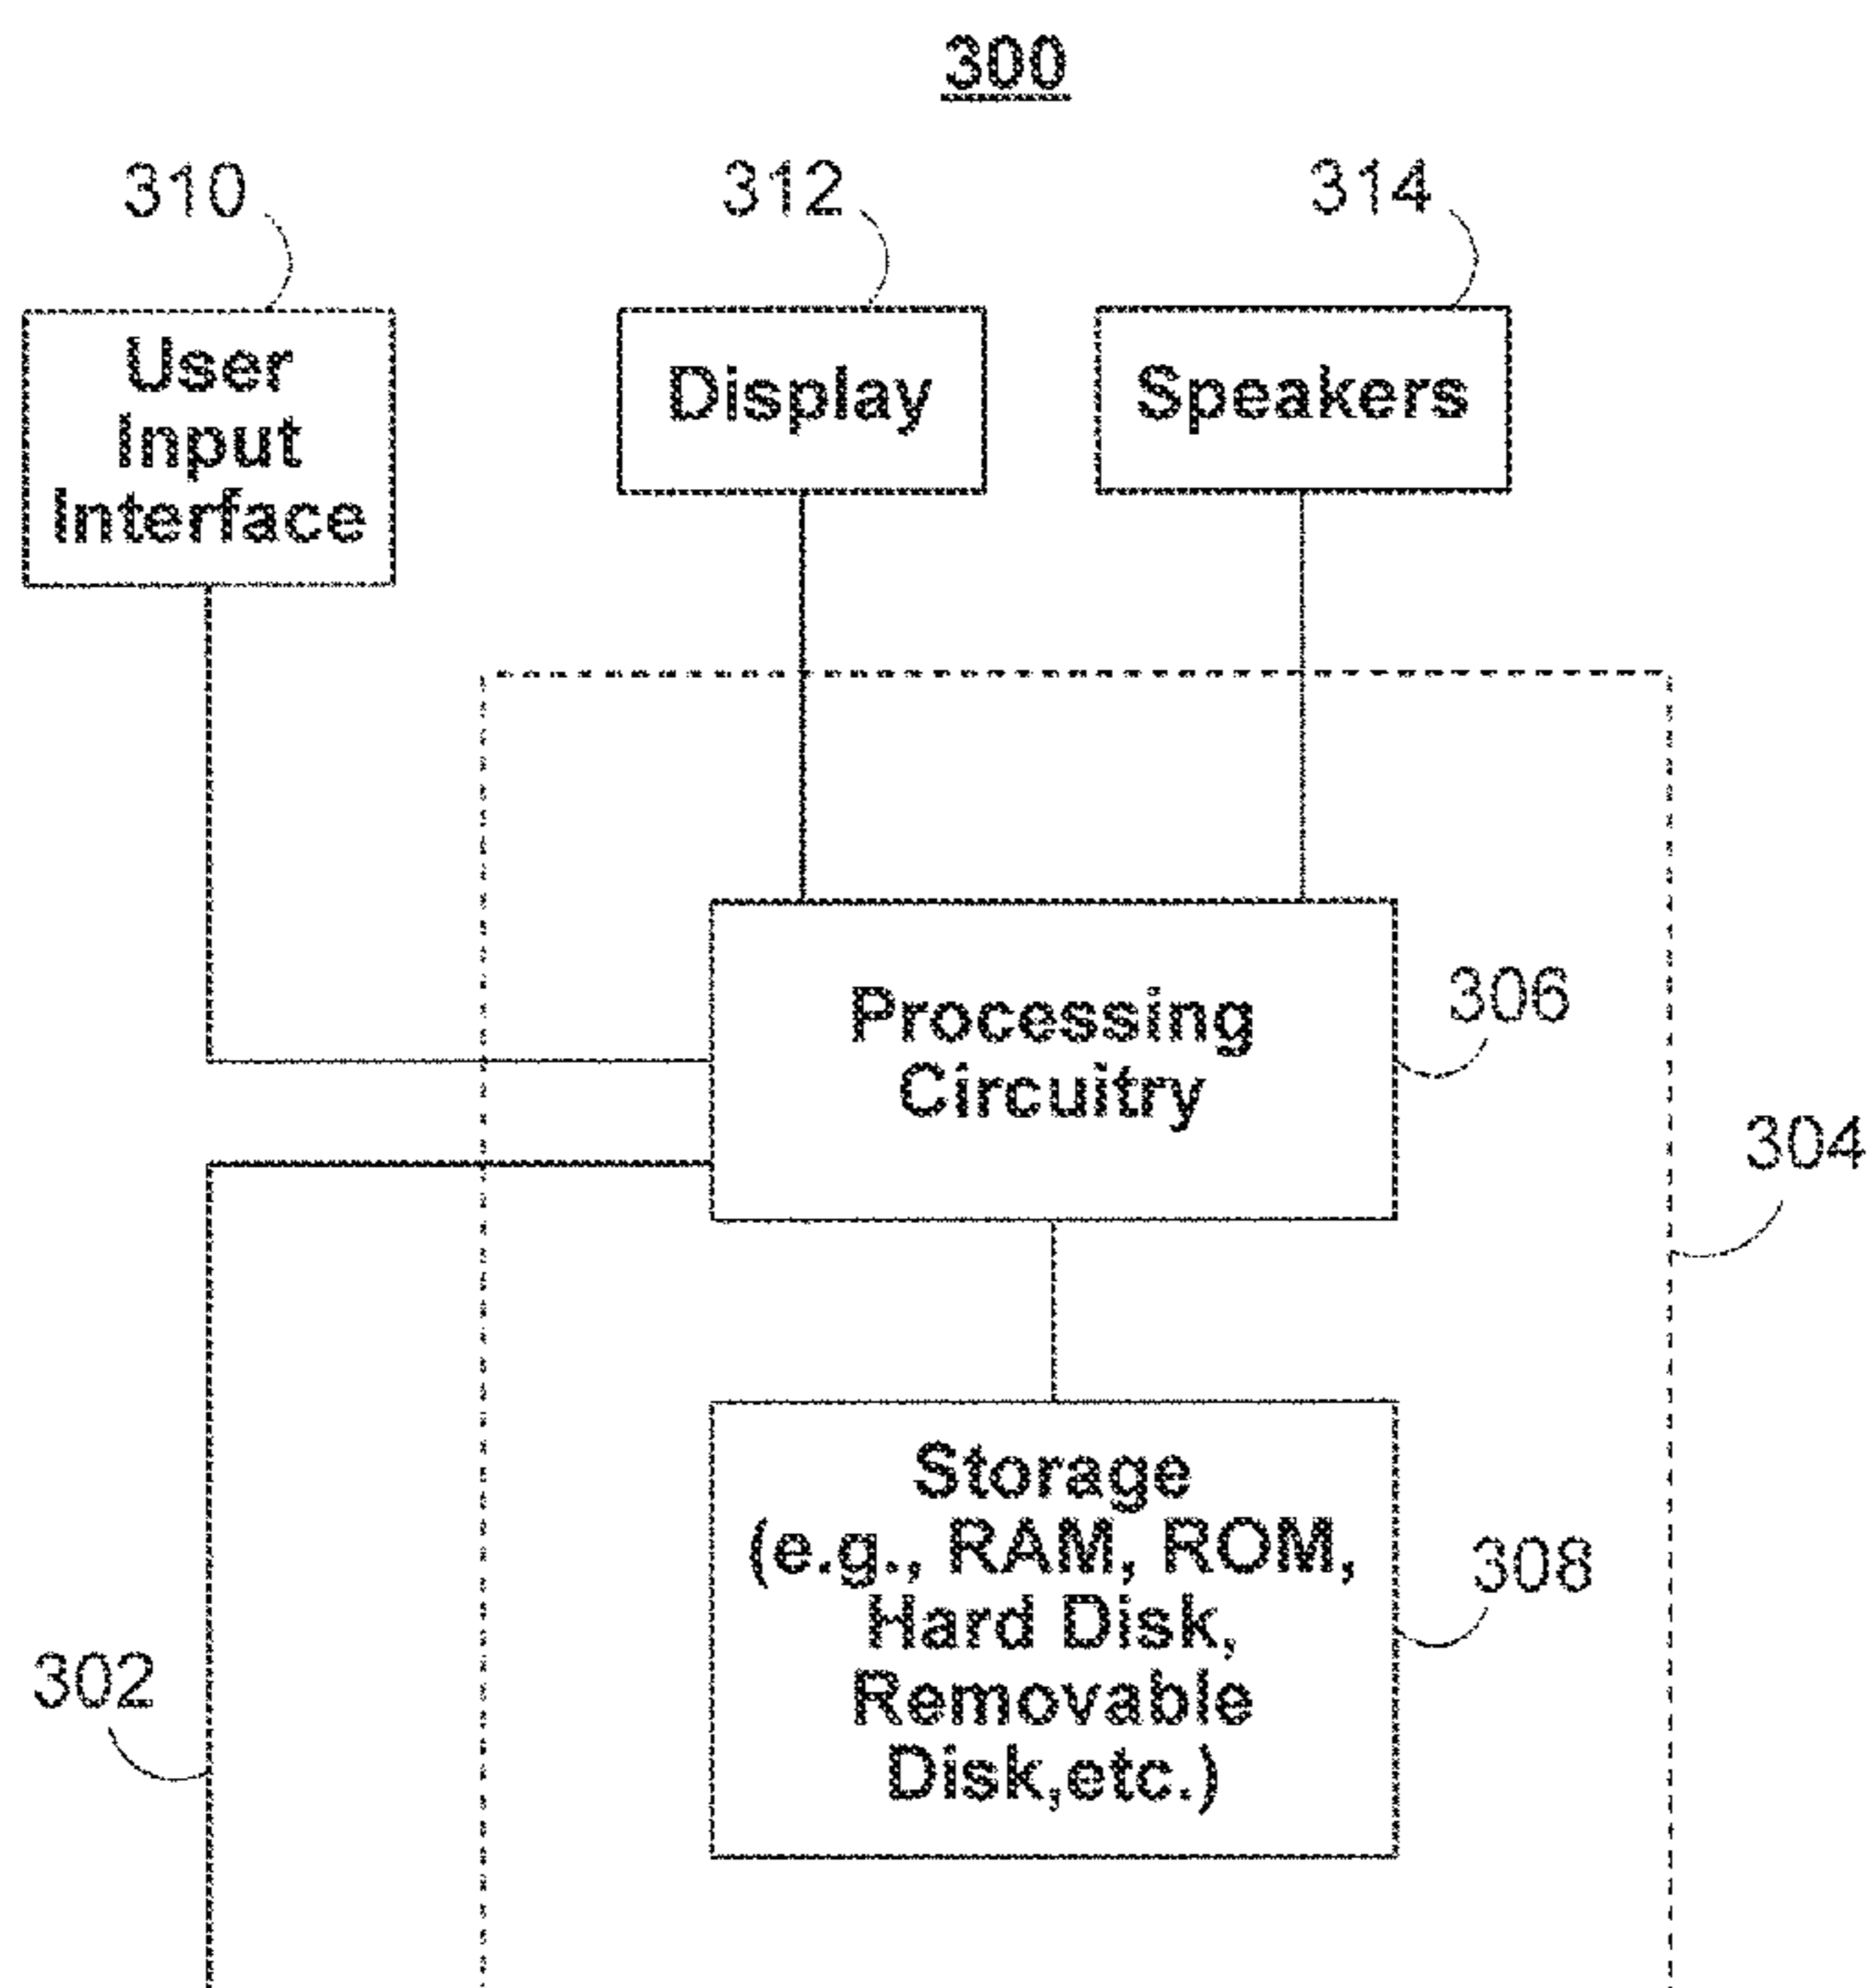 300
310
312
314
User
Input
Interface
Display
Speakers
Processing
Circuitry
306
304
Storage
(e.g., RAM, ROM,
Hard Disk,
Removable
Disk,etc.)
308
302